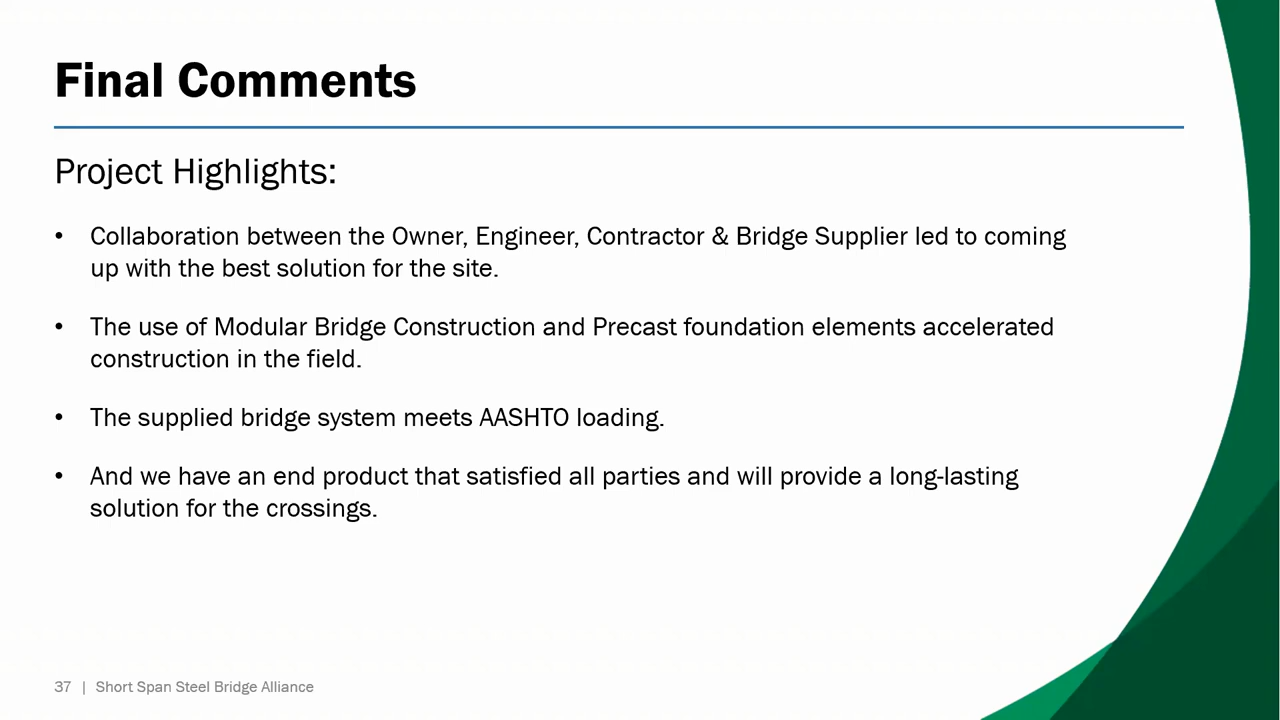 Final Comments
Project Highlights:
• Collaboration between the Owner, Engineer, Contractor & Bridge Supplier led to coming
up with the best solution for the site.
• The use of Modular Bridge Construction and Precast foundation elements accelerated
construction in the field.
• The supplied bridge system meets AASHTO loading.
• And we have an end product that satisfied all parties and will provide a long-lasting
solution for the crossings.
37 | Short Span Steel Bridge Alliance